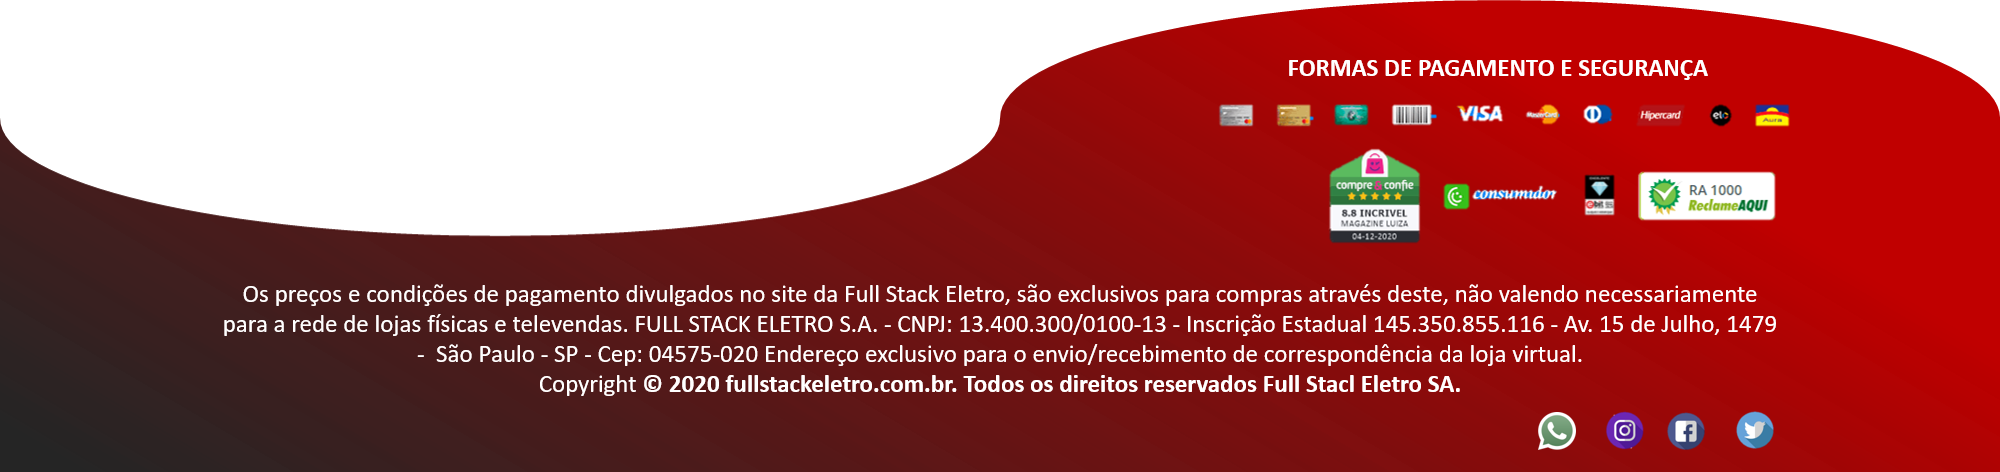 FORMAS DE PAGAMENTO E SEGURANÇA
VISA MasterCard Hipercard elo Aura
compre confie
8.8 INCRIVEL
MAGAZINE LUIZA
04-12-2020
consumidor
RA 1000
ReclameAQUI
Os preços e condições de pagamento divulgados no site da Full Stack Eletro, são exclusivos para compras através deste, não valendo necessariamente
para a rede de lojas físicas e televendas. FULL STACK ELETRO S.A. - CNPJ: 13.400.300/0100-13 - Inscrição Estadual 145.350.855.116 - Av. 15 de Julho, 1479
- São Paulo - SP - Cep: 04575-020 Endereço exclusivo para o envio/recebimento de correspondência da loja virtual.
Copyright © 2020 fullstackeletro.com.br. Todos os direitos reservados Full Stacl Eletro SA.